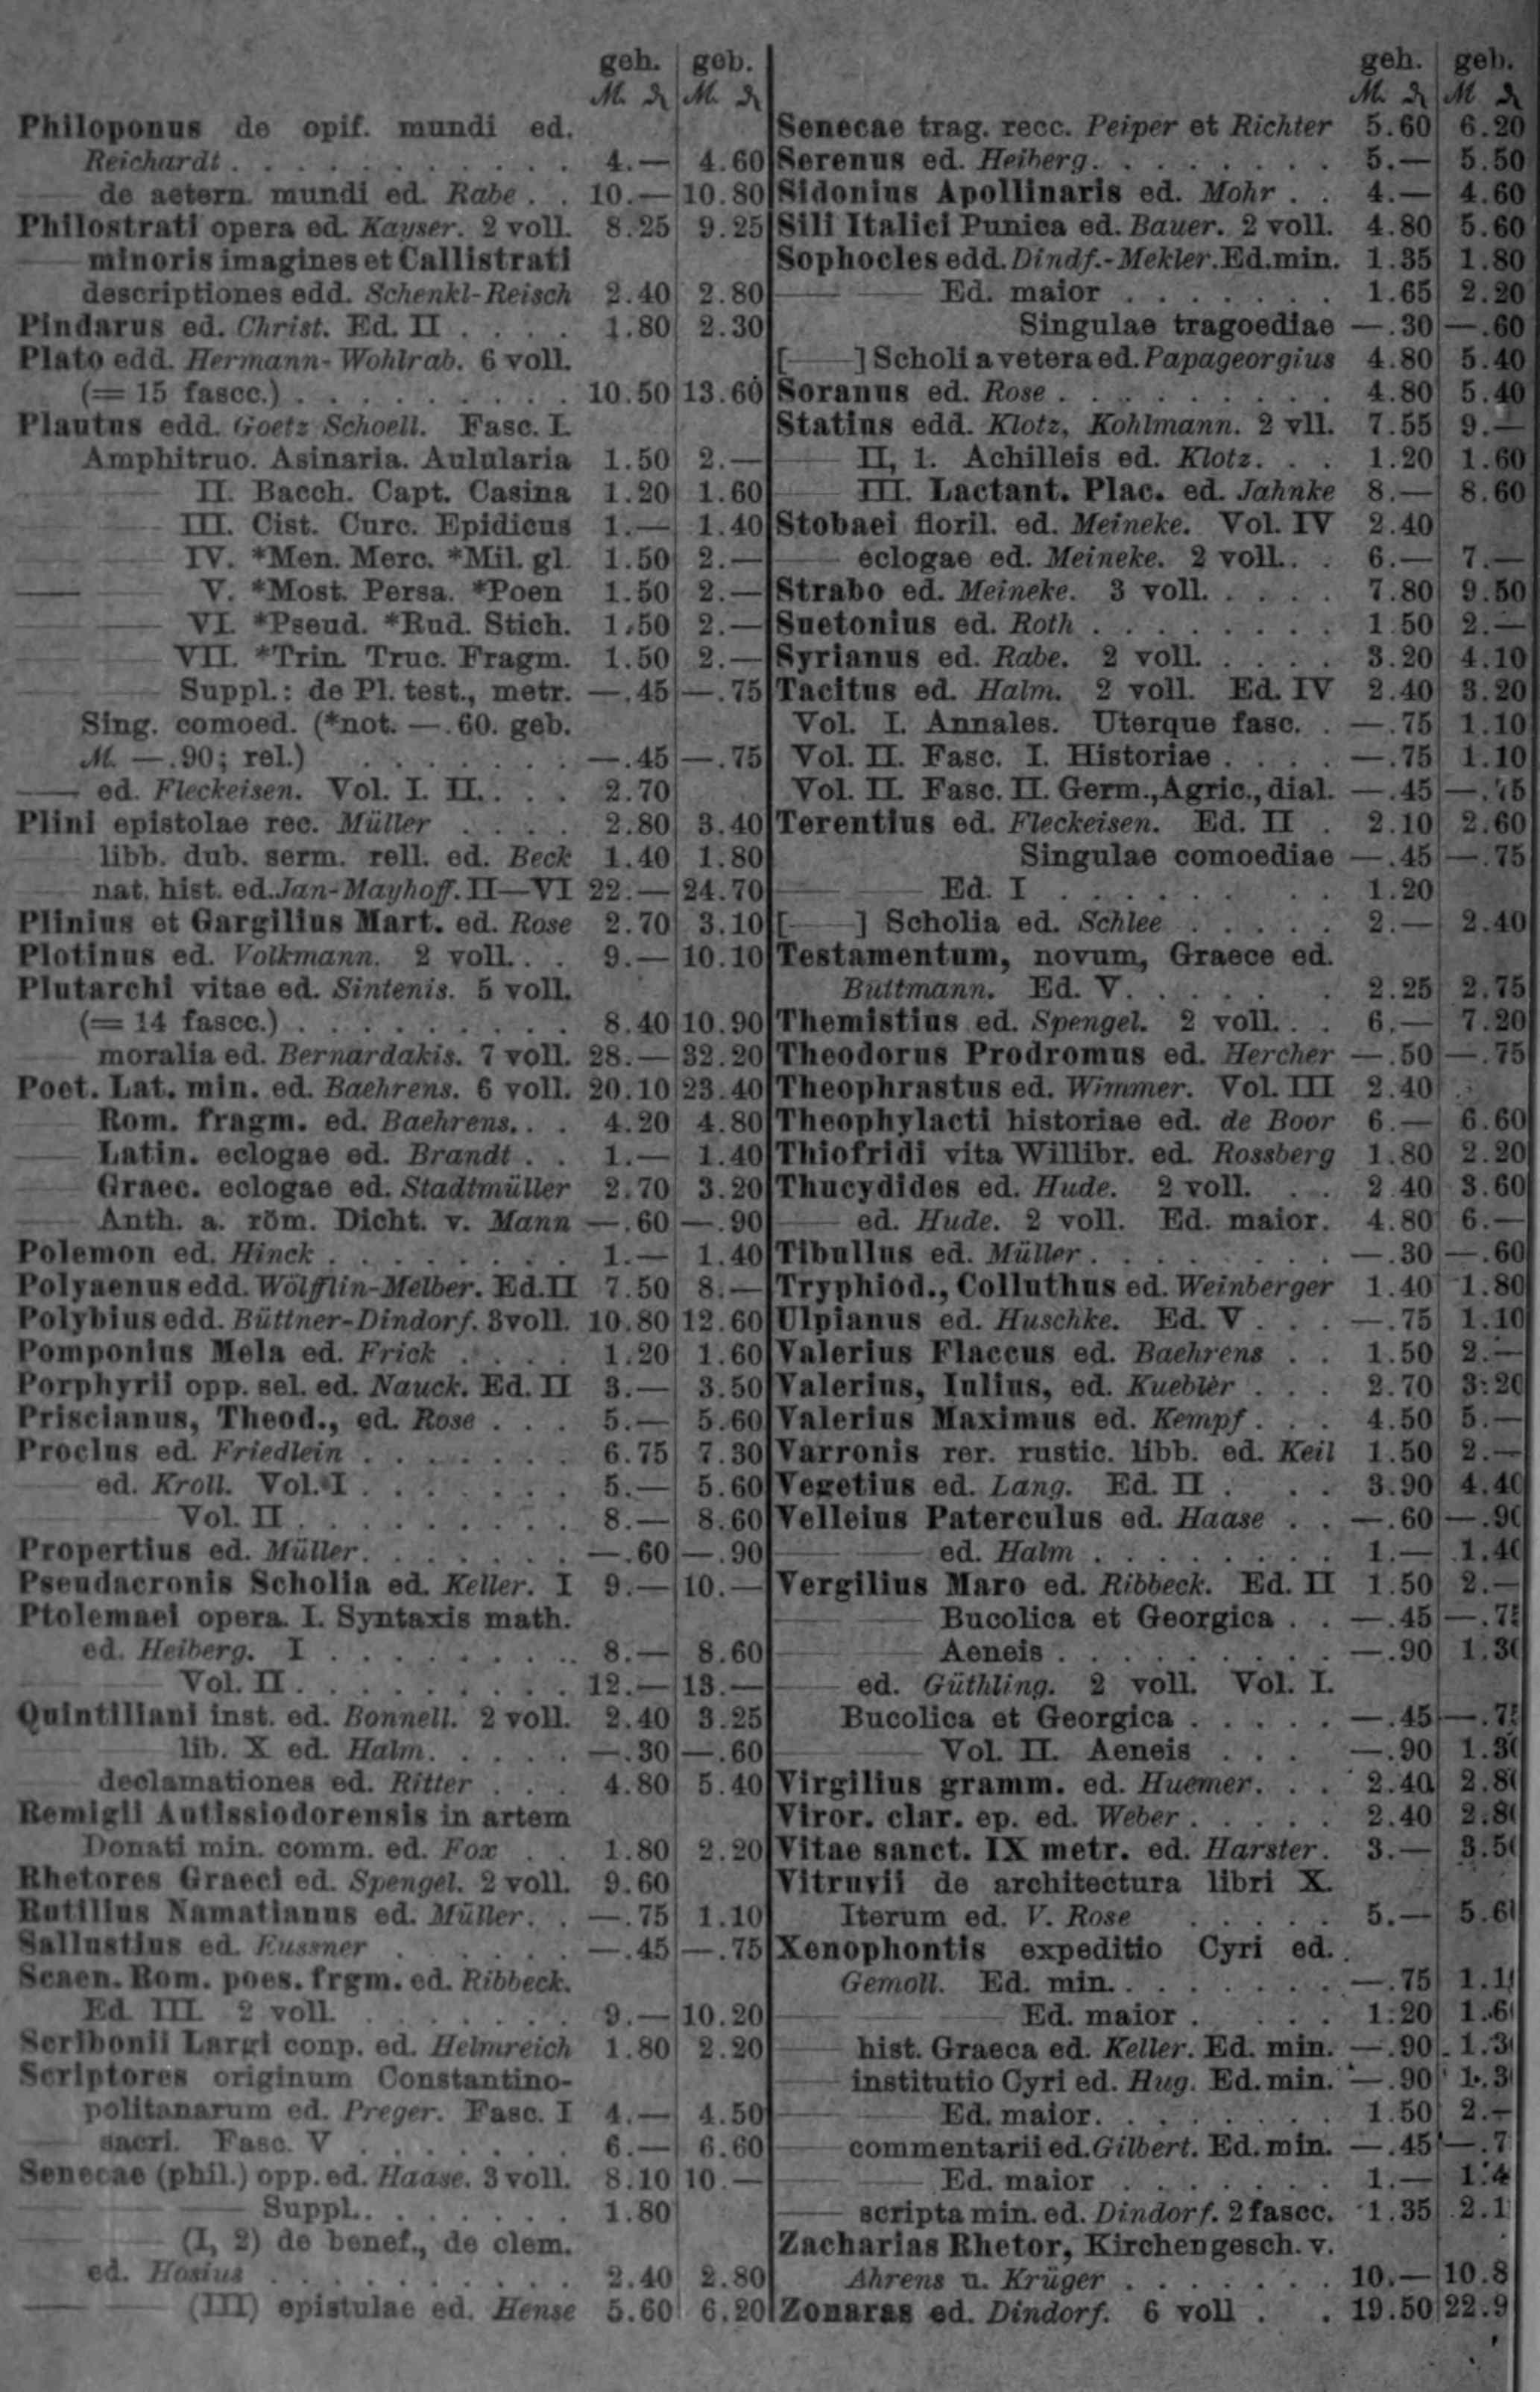 geh. geb.
M. ₰ M. ₰
Philoponus de opif. mundi ed.
Reichardt . . . . . . . . . . . 4.— 4.60
—— de aetern. mundi ed. Rabe . . 10.— 10.80
Philostrati opera ed. Kayser. 2 voll. 8.25 9.25
—— minoris imagines et Callistrati
descriptiones edd. Schenkl-Reisch 2.40 2.80
Pindarus ed. Christ. Ed. II . . . . 1.80 2.30
Plato edd. Hermann-Wohlrab. 6 voll.
(= 15 fascc.) . . . . . . . . . 10.50 13.60
Plautus edd. Goetz Schoell. Fasc. I.
Amphitruo. Asinaria. Aulularia 1.50 2.—
—— —— II. Bacch. Capt. Casina 1.20 1.60
—— —— III. Cist. Curc. Epidicus 1.— 1.40
—— —— IV. *Men. Merc. *Mil. gl. 1.50 2.—
—— —— V. *Most. Persa. *Poen 1.50 2.—
—— —— VI. *Pseud. *Rud. Stich. 1.50 2.—
—— —— VII. *Trin. Truc. Fragm. 1.50 2.—
—— —— Suppl.: de Pl. test., metr. —.45 —.75
Sing. comoed. (*not. —.60. geb.
M. —.90; rel.) . . . . . . . —.45 —.75
—— ed. Fleckeisen. Vol. I. II. . . . 2.70
Plini epistolae rec. Müller . . . . 2.80 3.40
—— libb. dub. serm. rell. ed. Beck 1.40 1.80
—— nat. hist. ed. Jan-Mayhoff. II—VI 22.— 24.70
Plinius et Gargilius Mart. ed. Rose 2.70 3.10
Plotinus ed. Volkmann. 2 voll. . . 9.— 10.10
Plutarchi vitae ed. Sintenis. 5 voll.
(= 14 fascc.) . . . . . . . . . 8.40 10.90
—— moralia ed. Bernardakis. 7 voll. 28.— 32.20
Poet. Lat. min. ed. Baehrens. 6 voll. 20.10 23.40
—— Rom. fragm. ed. Baehrens. . . 4.20 4.80
—— Latin. eclogae ed. Brandt . . 1.— 1.40
—— Graec. eclogae ed. Stadtmüller 2.70 3.20
—— Anth. a. röm. Dicht. v. Mann —.60 —.90
Polemon ed. Hinck . . . . . . . . 1.— 1.40
Polyaenus edd. Wölfflin-Melber. Ed. II 7.50 8.—
Polybius edd. Büttner-Dindorf. 3 voll. 10.80 12.60
Pomponius Mela ed. Frick . . . . 1.20 1.60
Porphyrii opp. sel. ed. Nauck. Ed. II 3.— 3.50
Priscianus, Theod., ed. Rose . . . 5.— 5.60
Proclus ed. Friedlein . . . . . . . 6.75 7.30
—— ed. Kroll. Vol. I . . . . . . . 5.— 5.60
—— —— Vol. II . . . . . . . . . 8.— 8.60
Propertius ed. Müller. . . . . . . —.60 —.90
Pseudacronis Scholia ed. Keller. I 9.— 10.—
Ptolemaei opera. I. Syntaxis math.
ed. Heiberg. I . . . . . . . . . 8.— 8.60
—— —— Vol. II . . . . . . . . . 12.— 13.—
Quintiliani inst. ed. Bonnell. 2 voll. 2.40 3.25
—— —— lib. X ed. Halm. . . . . —.30 —.60
—— declamationes ed. Ritter . . . 4.80 5.40
Remigii Autissiodorensis in artem
Donati min. comm. ed. Fox . . 1.80 2.20
Rhetores Graeci ed. Spengel. 2 voll. 9.60
Rutilius Namatianus ed. Müller. . —.75 1.10
Sallustius ed. Eussner . . . . . . —.45 —.75
Scaen. Rom. poes. frgm. ed. Ribbeck.
Ed III. 2 voll. . . . . . . . 9.— 10.20
Scribonii Largi conp. ed. Helmreich 1.80 2.20
Scriptores originum Constantino-
politanarum ed. Preger. Fasc. I 4.— 4.50
—— sacri. Fasc. V . . . . . . . 6.— 6.60
Senecae (phil.) opp. ed. Haase. 3 voll. 8.10 10.—
—— —— —— Suppl. . . . . . . . 1.80
—— —— (I, 2) de benef., de clem.
ed. Hosius . . . . . . . . . . 2.40 2.80
—— —— (III) epistulae ed. Hense 5.60 6.20
geh. geb.
M. ₰ M ₰
Senecae trag. recc. Peiper et Richter 5.60 6.20
Serenus ed. Heiberg. . . . . . . . 5.— 5.50
Sidonius Apollinaris ed. Mohr . . 4.— 4.60
Sili Italici Punica ed. Bauer. 2 voll. 4.80 5.60
Sophocles edd. Dindf.-Mekler. Ed. min. 1.35 1.80
—— —— Ed. maior . . . . . . . 1.65 2.20
Singulae tragoediae —.30 —.60
[——] Scholia vetera ed. Papageorgius 4.80 5.40
Soranus ed. Rose . . . . . . . . . 4.80 5.40
Statius edd. Klotz, Kohlmann. 2 vll. 7.55 9.—
—— II, 1. Achilleis ed. Klotz. . . 1.20 1.60
—— III. Lactant. Plac. ed. Jahnke 8.— 8.60
Stobaei floril. ed. Meineke. Vol. IV 2.40
—— eclogae ed. Meineke. 2 voll. . . 6.— 7.—
Strabo ed. Meineke. 3 voll. . . . . 7.80 9.50
Suetonius ed. Roth . . . . . . . . 1 50 2.—
Syrianus ed. Rabe. 2 voll. . . . . 3.20 4.10
Tacitus ed. Halm. 2 voll. Ed. IV 2.40 3.20
Vol. I. Annales. Uterque fasc. . —.75 1.10
Vol. II. Fasc. I. Historiae . . . . —.75 1.10
Vol. II. Fasc. II. Germ., Agric., dial. —.45 —.75
Terentius ed. Fleckeisen. Ed. II . 2.10 2.60
Singulae comoediae —.45 —.75
—— —— Ed. I . . . . . . . . . 1.20
[——] Scholia ed. Schlee . . . . . 2.— 2.40
Testamentum, novum, Graece ed.
Buttmann. Ed. V. . . . . . . 2.25 2.75
Themistius ed. Spengel. 2 voll. . . 6.— 7.20
Theodorus Prodromus ed. Hercher —.50 —.75
Theophrastus ed. Wimmer. Vol. III 2.40
Theophylacti historiae ed. de Boor 6.— 6.60
Thiofridi vita Willibr. ed. Rossberg 1.80 2.20
Thucydides ed. Hude. 2 voll. . . 2 40 3.60
—— ed. Hude. 2 voll. Ed. maior. 4.80 6.—
Tibullus ed. Müller . . . . . . . . —.30 —.60
Tryphiod., Colluthus ed. Weinberger 1.40 1.80
Ulpianus ed. Huschke. Ed. V . . . —.75 1.10
Valerius Flaccus ed. Baehrens . . 1.50 2.—
Valerius, Iulius, ed. Kuebler . . . 2.70 3.20
Valerius Maximus ed. Kempf . . . 4.50 5.—
Varronis rer. rustic. libb. ed. Keil 1.50 2.—
Vegetius ed. Lang. Ed. II . . . 3.90 4.40
Velleius Paterculus ed. Haase . . —.60 —.90
—— —— ed. Halm . . . . . . . . 1.— 1.40
Vergilius Maro ed. Ribbeck. Ed. II 1.50 2.—
—— —— Bucolica et Georgica . . —.45 —.7
—— —— Aeneis . . . . . . . . . —.90 1.3
—— ed. Güthling. 2 voll. Vol. I.
Bucolica et Georgica . . . . . —.45 —.7
—— —— Vol. II. Aeneis . . . —.90 1.3
Virgilius gramm. ed. Huemer. . . 2.40 2.8
Viror. clar. ep. ed. Weber . . . . . 2.40 2.8
Vitae sanct. IX metr. ed. Harster . 3.— 3.5
Vitruvii de architectura libri X.
Iterum ed. V. Rose . . . . . 5.— 5.6
Xenophontis expeditio Cyri ed.
Gemoll. Ed. min. . . . . . . . —.75 1.1
—— —— Ed. maior . . . . . 1.20 1.6
—— hist. Graeca ed. Keller. Ed. min. —.90 1.3
—— institutio Cyri ed. Hug. Ed. min. —.90 1.3
—— —— Ed. maior. . . . . . . . 1.50 2.—
—— commentarii ed. Gilbert. Ed. min. —.45 —.7
—— —— Ed. maior . . . . . . . 1.— 1.4
—— scripta min. ed. Dindorf. 2 fascc. 1.35 2.1
Zacharias Rhetor, Kirchengesch. v.
Ahrens u. Krüger . . . . . . . 10.— 10.8
Zonaras ed. Dindorf. 6 voll . . 19.50 22.9